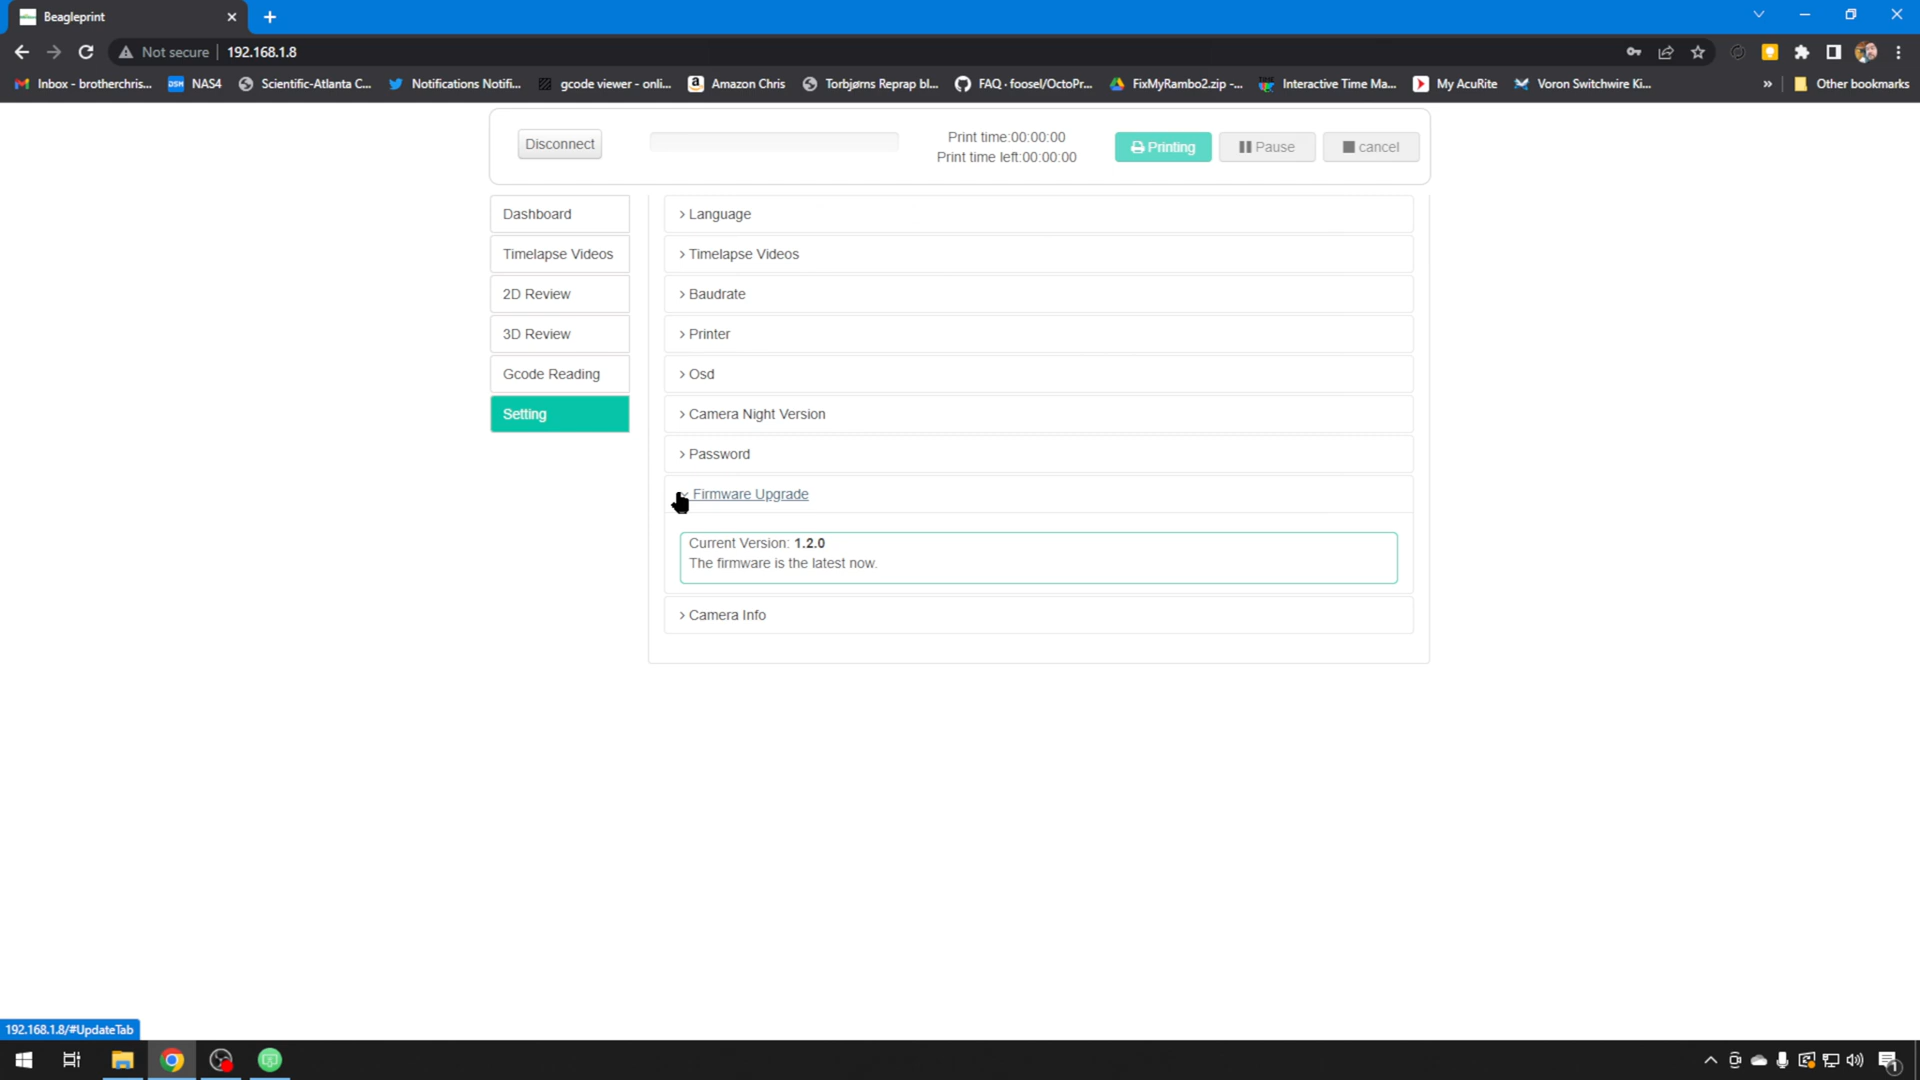 Beagleprint
Not secure 192.168.1.8
Inbox - brotherchris... NAS4 Scientific-Atlanta C... Notifications Notifi... gcode viewer - onli... Amazon Chris Torbjørns Reprap bl... FAQ · foosel/OctoPr... FixMyRambo2.zip -... Interactive Time Ma... My AcuRite Voron Switchwire Ki... » Other bookmarks
Disconnect
Print time:00:00:00
Print time left:00:00:00
Printing Pause cancel
Dashboard
Timelapse Videos
2D Review
3D Review
Gcode Reading
Setting
Language
Timelapse Videos
Baudrate
Printer
Osd
Camera Night Version
Password
Firmware Upgrade
Current Version: 1.2.0
The firmware is the latest now.
Camera Info
192.168.1.8/#UpdateTab
1